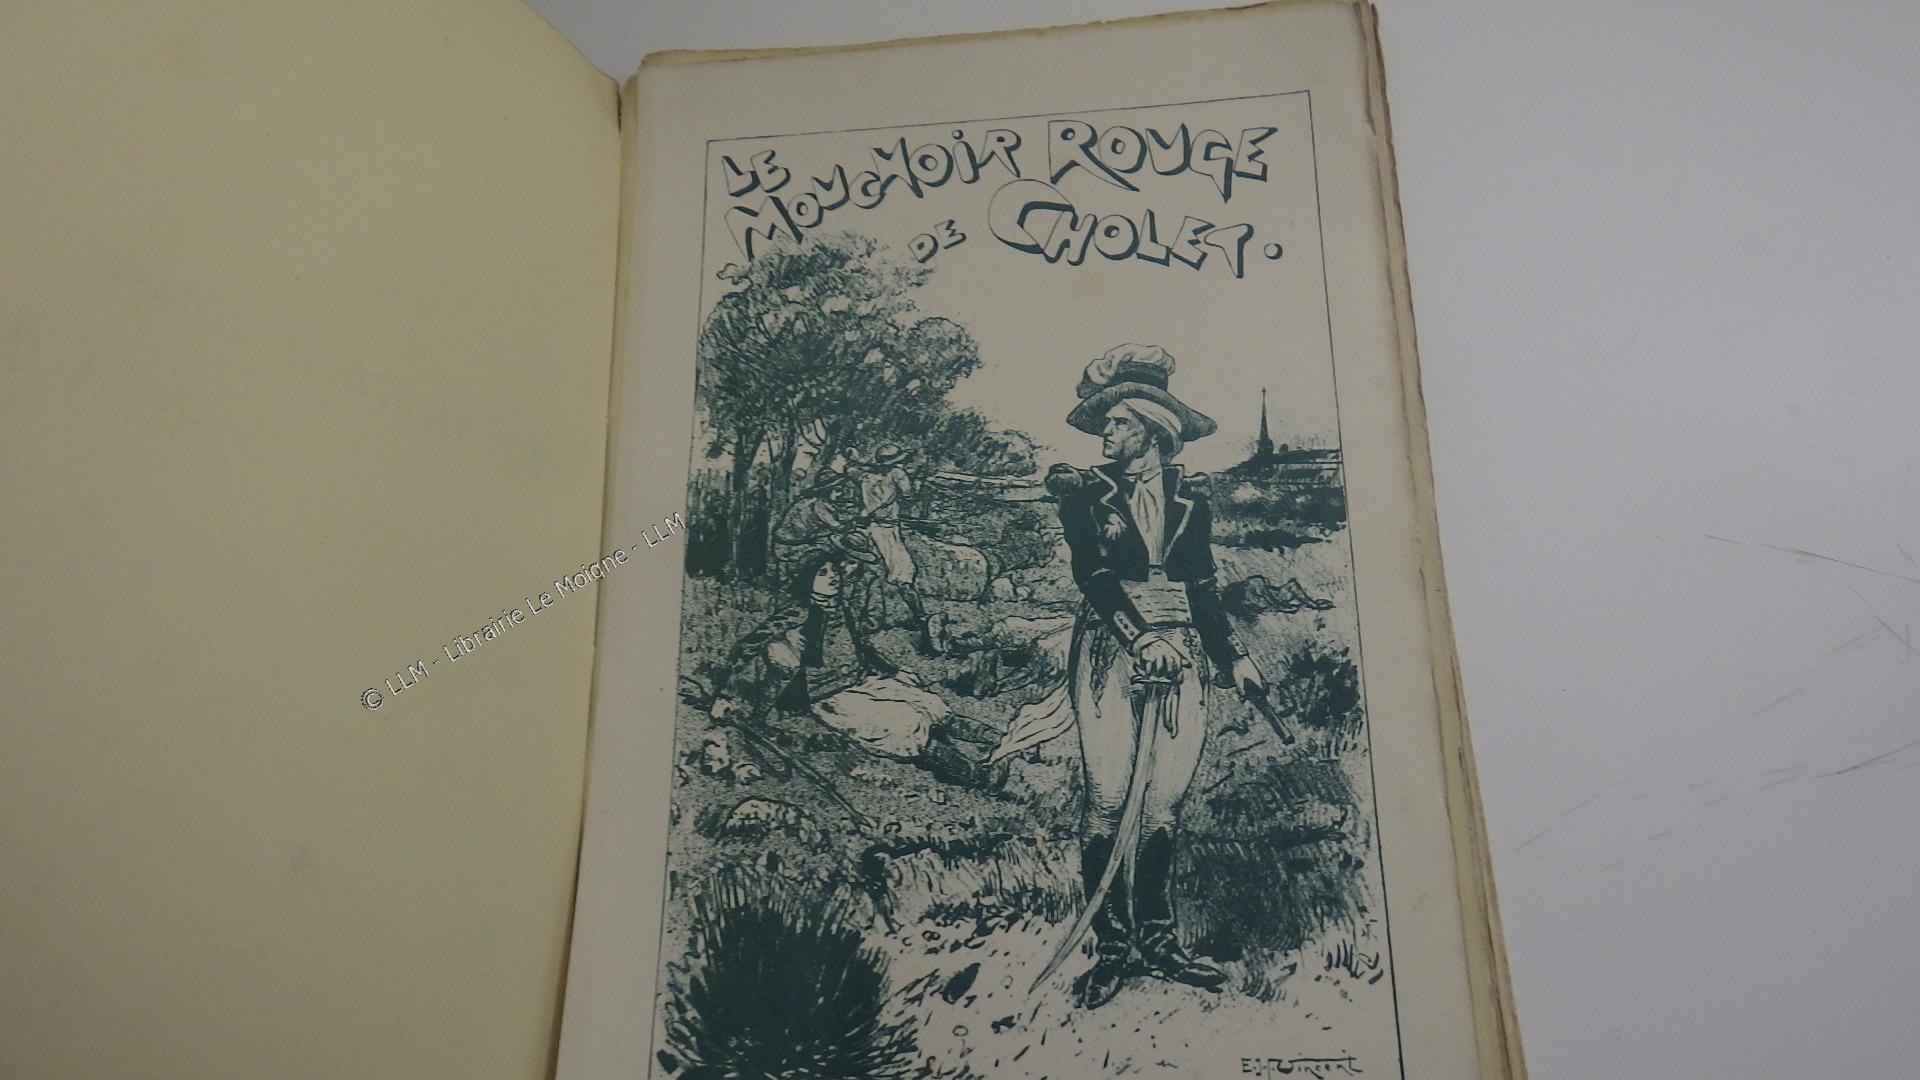 LE
MOUCHOIR ROUGE
DE CHOLET.
© LLM - Librairie Le Moigne - LLM
E.H. Vincent